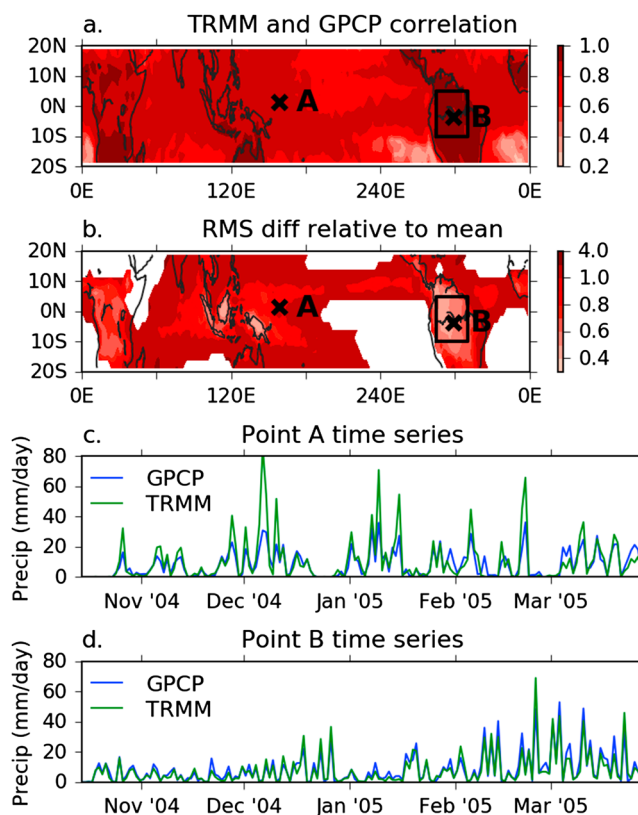 a. TRMM and GPCP correlation
20N
10N
0N
10S
20S
A
B
0E 120E 240E 0E
1.0
0.8
0.6
0.4
0.2
b. RMS diff relative to mean
20N
10N
0N
10S
20S
A
B
0E 120E 240E 0E
4.0
1.0
0.8
0.6
0.4
c. Point A time series
Precip (mm/day)
80
60
40
20
0
GPCP
TRMM
Nov '04 Dec '04 Jan '05 Feb '05 Mar '05
d. Point B time series
Precip (mm/day)
80
60
40
20
0
GPCP
TRMM
Nov '04 Dec '04 Jan '05 Feb '05 Mar '05